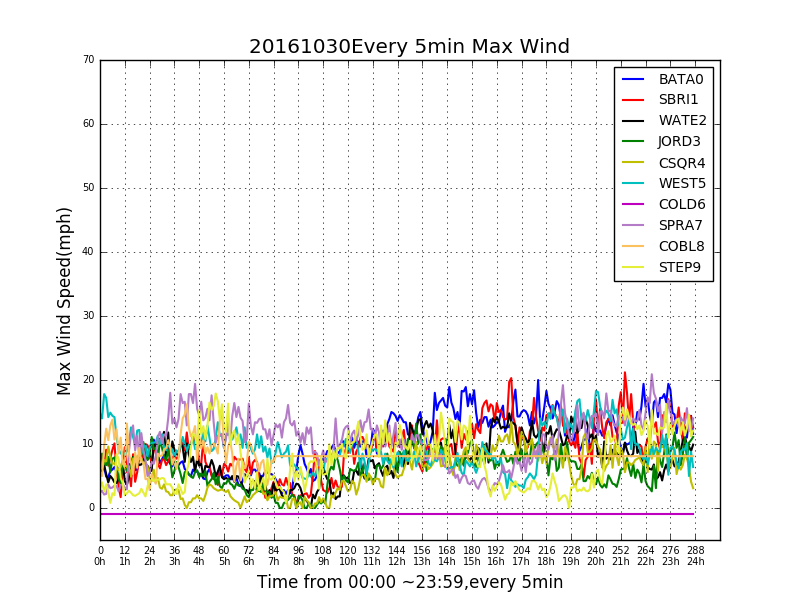 20161030Every 5min Max Wind
70
60
50
40
30
20
10
0
Max Wind Speed(mph)
BATA0
SBRI1
WATE2
JORD3
CSQR4
WEST5
COLD6
SPRA7
COBL8
STEP9
0 12 24 36 48 60 72 84 96 108 120 132 144 156 168 180 192 204 216 228 240 252 264 276 288
0h 1h 2h 3h 4h 5h 6h 7h 8h 9h 10h 11h 12h 13h 14h 15h 16h 17h 18h 19h 20h 21h 22h 23h 24h
Time from 00:00 ~23:59,every 5min